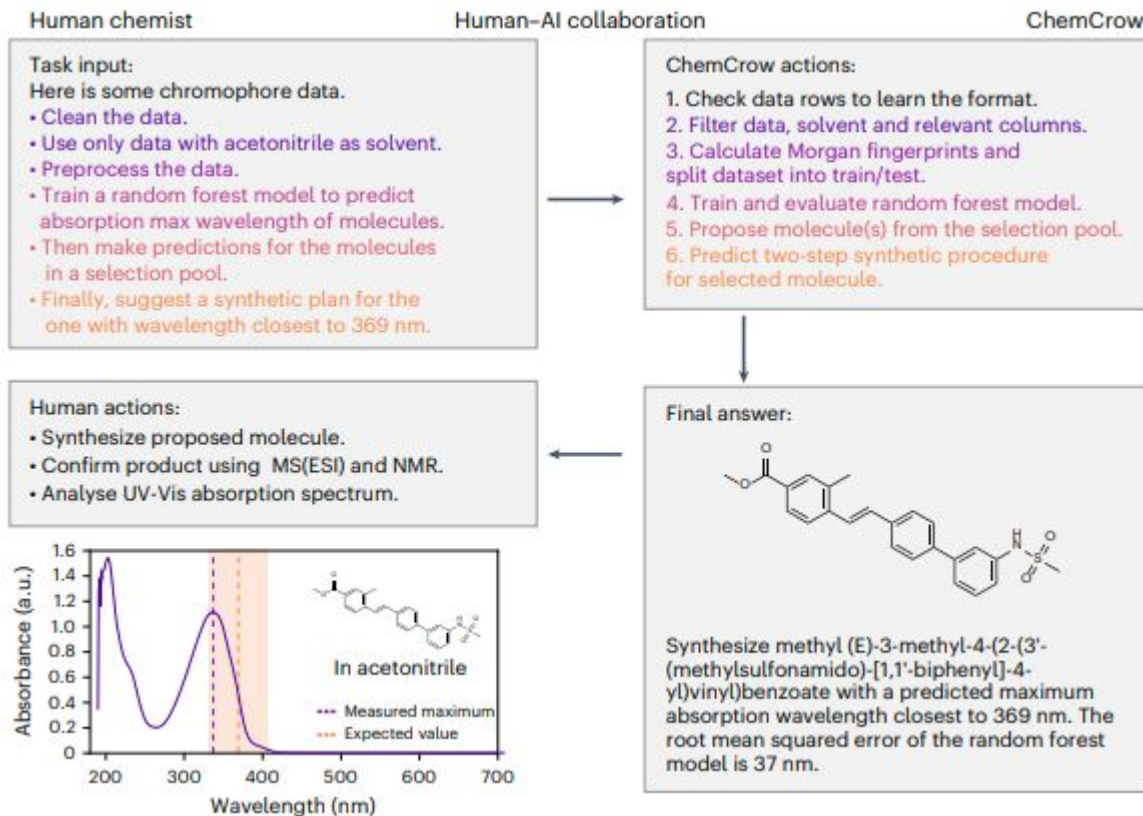 Human chemist
Human–AI collaboration
ChemCrow
Task input:
Here is some chromophore data.
• Clean the data.
• Use only data with acetonitrile as solvent.
• Preprocess the data.
• Train a random forest model to predict
absorption max wavelength of molecules.
• Then make predictions for the molecules
in a selection pool.
• Finally, suggest a synthetic plan for the
one with wavelength closest to 369 nm.
ChemCrow actions:
1. Check data rows to learn the format.
2. Filter data, solvent and relevant columns.
3. Calculate Morgan fingerprints and
split dataset into train/test.
4. Train and evaluate random forest model.
5. Propose molecule(s) from the selection pool.
6. Predict two-step synthetic procedure
for selected molecule.
Human actions:
• Synthesize proposed molecule.
• Confirm product using MS(ESI) and NMR.
• Analyse UV-Vis absorption spectrum.
Final answer:
O
O
H
N
O
S
O
Synthesize methyl (E)-3-methyl-4-(2-(3'-
(methylsulfonamido)-[1,1'-biphenyl]-4-
yl)vinyl)benzoate with a predicted maximum
absorption wavelength closest to 369 nm. The
root mean squared error of the random forest
model is 37 nm.
Absorbance (a.u.)
1.6
1.4
1.2
1.0
0.8
0.6
0.4
0.2
0
200 300 400 500 600 700
Wavelength (nm)
In acetonitrile
Measured maximum
Expected value